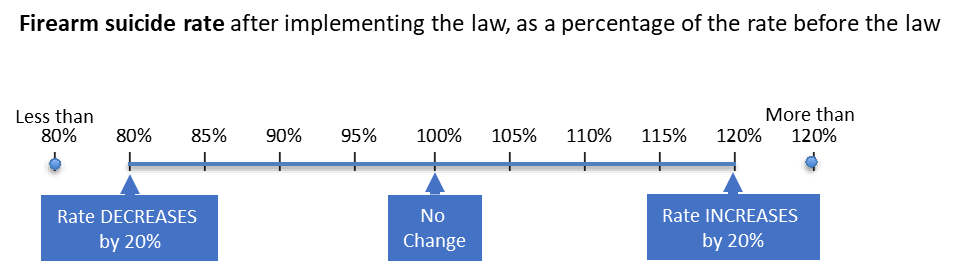 Firearm suicide rate after implementing the law, as a percentage of the rate before the law
Less than
80%
80%
85%
90%
95%
100%
105%
110%
115%
120%
More than
120%
Rate DECREASES
by 20%
No
Change
Rate INCREASES
by 20%